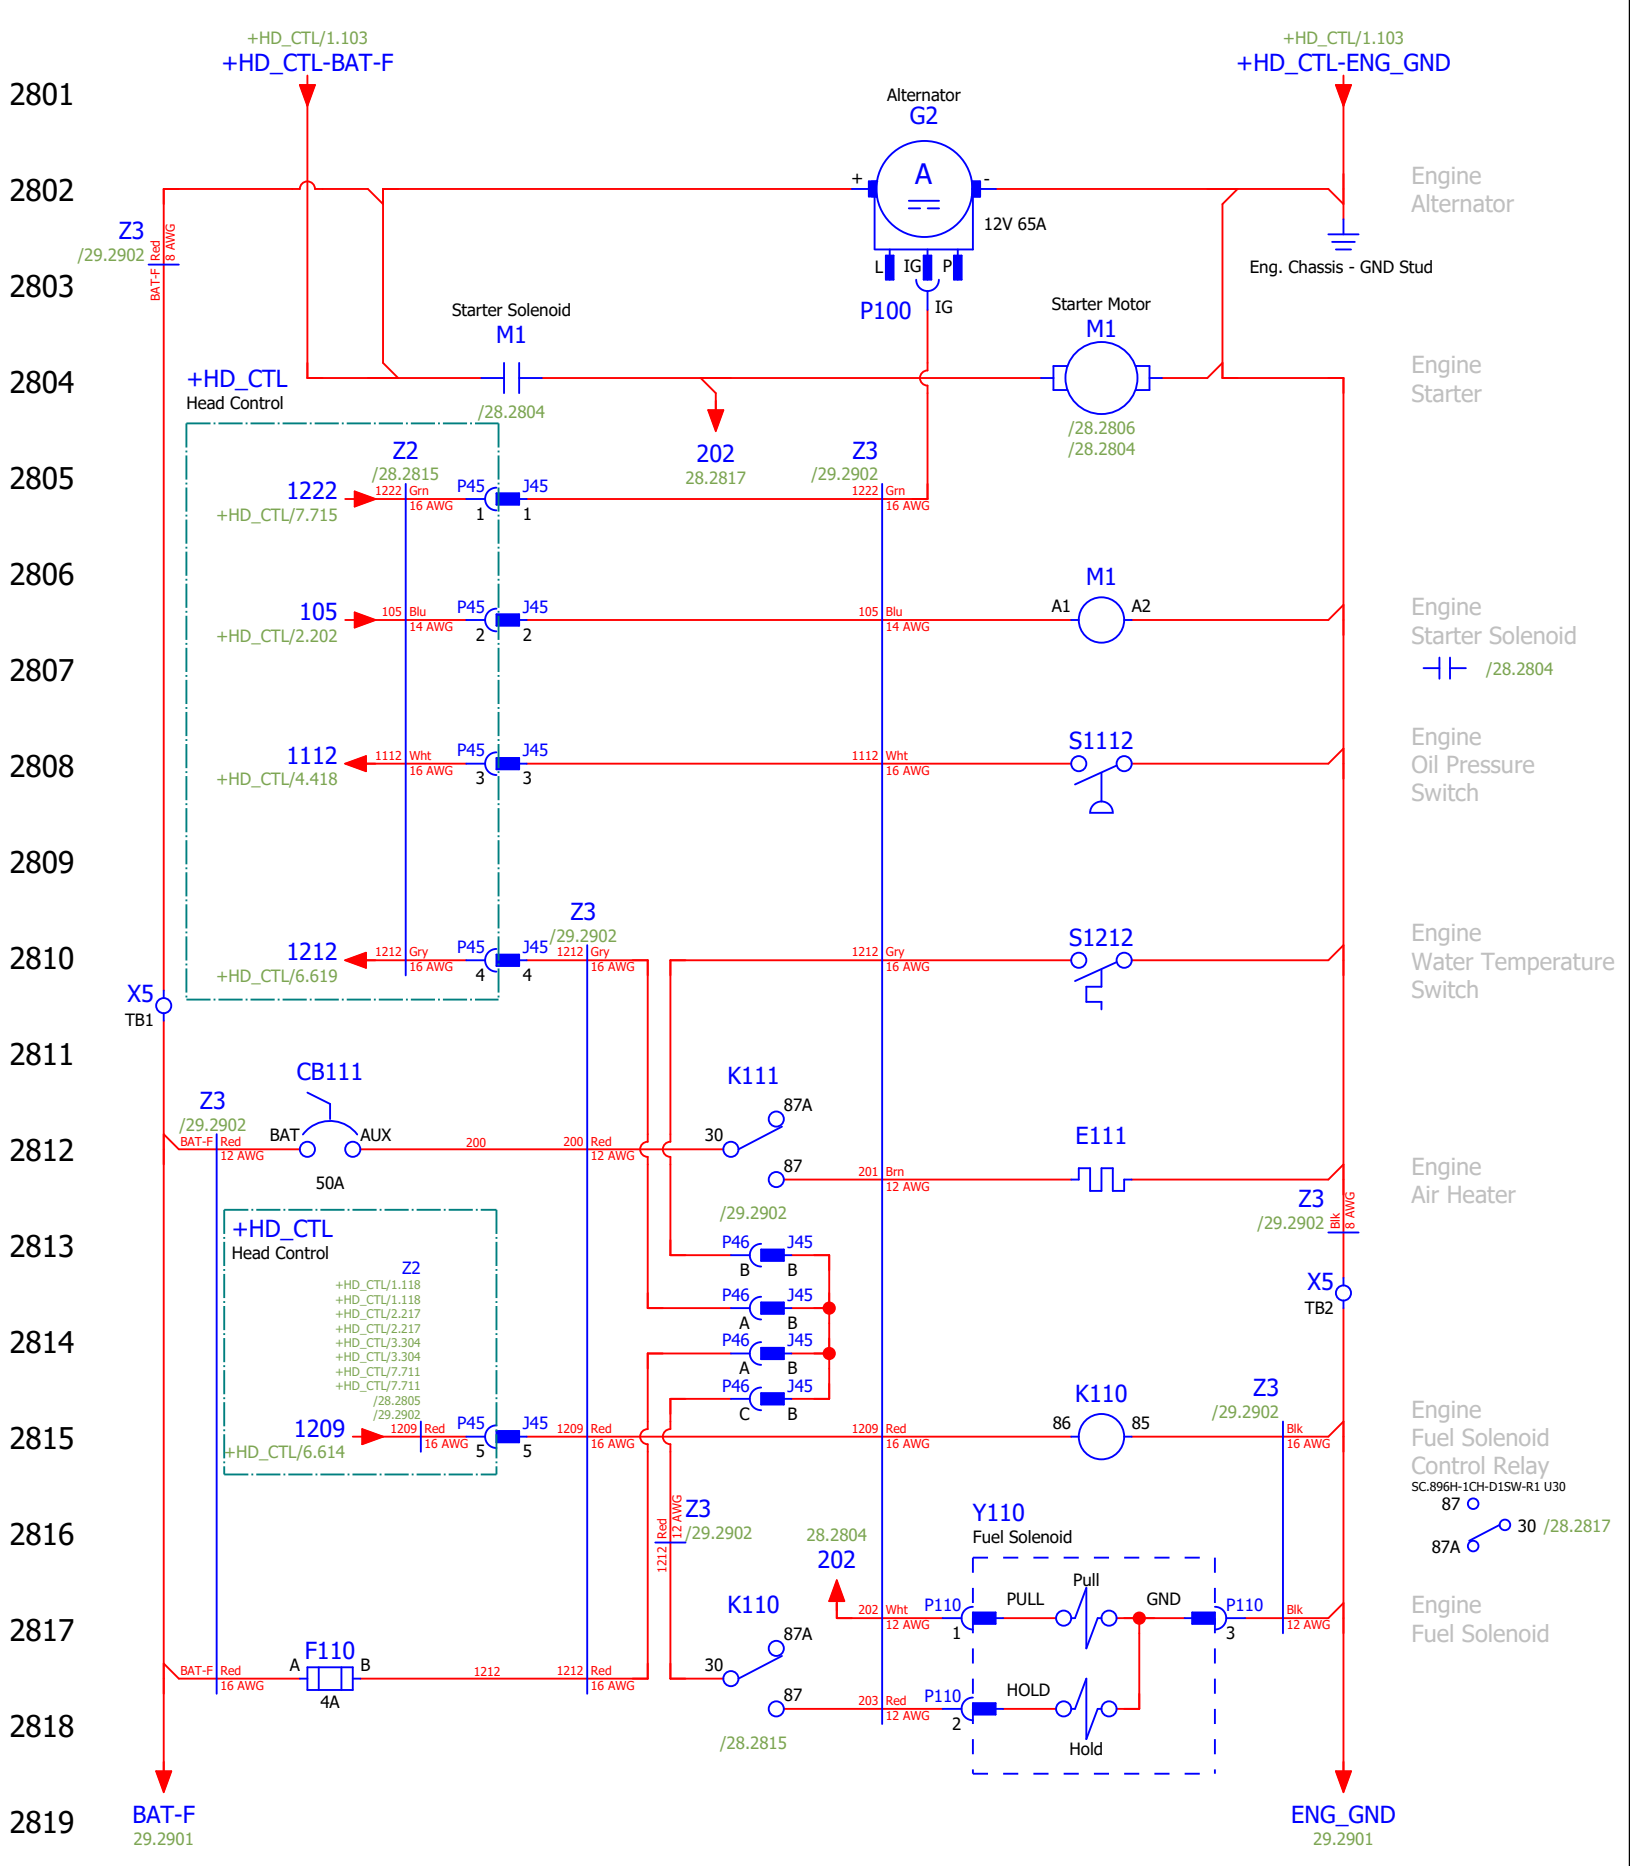 +HD_CTL/1.103
+HD_CTL-BAT-F
+HD_CTL/1.103
+HD_CTL-ENG_GND
2801
Alternator
G2
A
+
-
12V 65A
2802
Engine
Alternator
Z3
/29.2902
BAT-F Red
8 AWG
L
IG
P
Eng. Chassis - GND Stud
2803
P100
IG
Starter Solenoid
M1
Starter Motor
M1
2804
+HD_CTL
Head Control
/28.2804
/28.2806
/28.2804
Engine
Starter
202
28.2817
Z2
/28.2815
Z3
/29.2902
2805
1222
+HD_CTL/7.715
1222 Grn
16 AWG
P45
1
J45
1
1222 Grn
16 AWG
2806
105
+HD_CTL/2.202
105 Blu
14 AWG
P45
2
J45
2
105 Blu
14 AWG
M1
A1
A2
Engine
Starter Solenoid
/28.2804
2807
2808
1112
+HD_CTL/4.418
1112 Wht
16 AWG
P45
3
J45
3
1112 Wht
16 AWG
S1112
Engine
Oil Pressure
Switch
2809
2810
1212
+HD_CTL/6.619
1212 Gry
16 AWG
P45
4
J45
4
Z3
/29.2902
1212 Gry
16 AWG
1212 Gry
16 AWG
S1212
Engine
Water Temperature
Switch
X5
TB1
2811
CB111
K111
87A
2812
Z3
/29.2902
BAT-F Red
12 AWG
BAT
AUX
50A
200
200 Red
12 AWG
30
87
/29.2902
201 Brn
12 AWG
E111
Engine
Air Heater
Z3
/29.2902
Blk
8 AWG
2813
+HD_CTL
Head Control
P46
B
J45
B
P46
A
J45
B
X5
TB2
2814
Z2
+HD_CTL/1.118
+HD_CTL/1.118
+HD_CTL/2.217
+HD_CTL/2.217
+HD_CTL/3.304
+HD_CTL/3.304
+HD_CTL/7.711
+HD_CTL/7.711
/28.2805
/29.2902
P46
A
J45
B
P46
C
J45
B
2815
1209
+HD_CTL/6.614
1209 Red
16 AWG
P45
5
J45
5
1209 Red
16 AWG
1209 Red
16 AWG
K110
86
85
Z3
/29.2902
Blk
16 AWG
Engine
Fuel Solenoid
Control Relay
SC.896H-1CH-D1SW-R1 U30
87
30 /28.2817
87A
2816
Z3
/29.2902
1212 Red
12 AWG
28.2804
202
Y110
Fuel Solenoid
2817
K110
87A
30
87
/28.2815
202 Wht
12 AWG
P110
1
PULL
Pull
GND
P110
3
Blk
12 AWG
Engine
Fuel Solenoid
BAT-F Red
16 AWG
F110
A
B
4A
1212
1212 Red
16 AWG
2818
203 Red
12 AWG
P110
2
HOLD
Hold
2819
BAT-F
29.2901
ENG_GND
29.2901